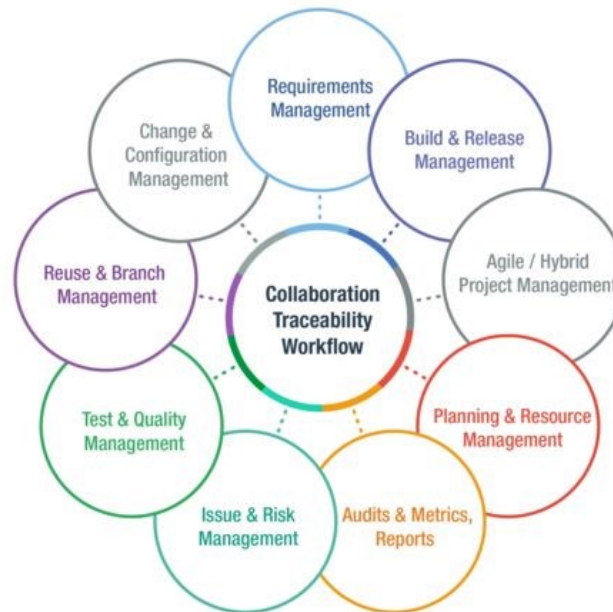 Requirements
Management
Build & Release
Management
Agile / Hybrid
Project Management
Planning & Resource
Management
Audits & Metrics,
Reports
Issue & Risk
Management
Test & Quality
Management
Reuse & Branch
Management
Change &
Configuration
Management
Collaboration
Traceability
Workflow